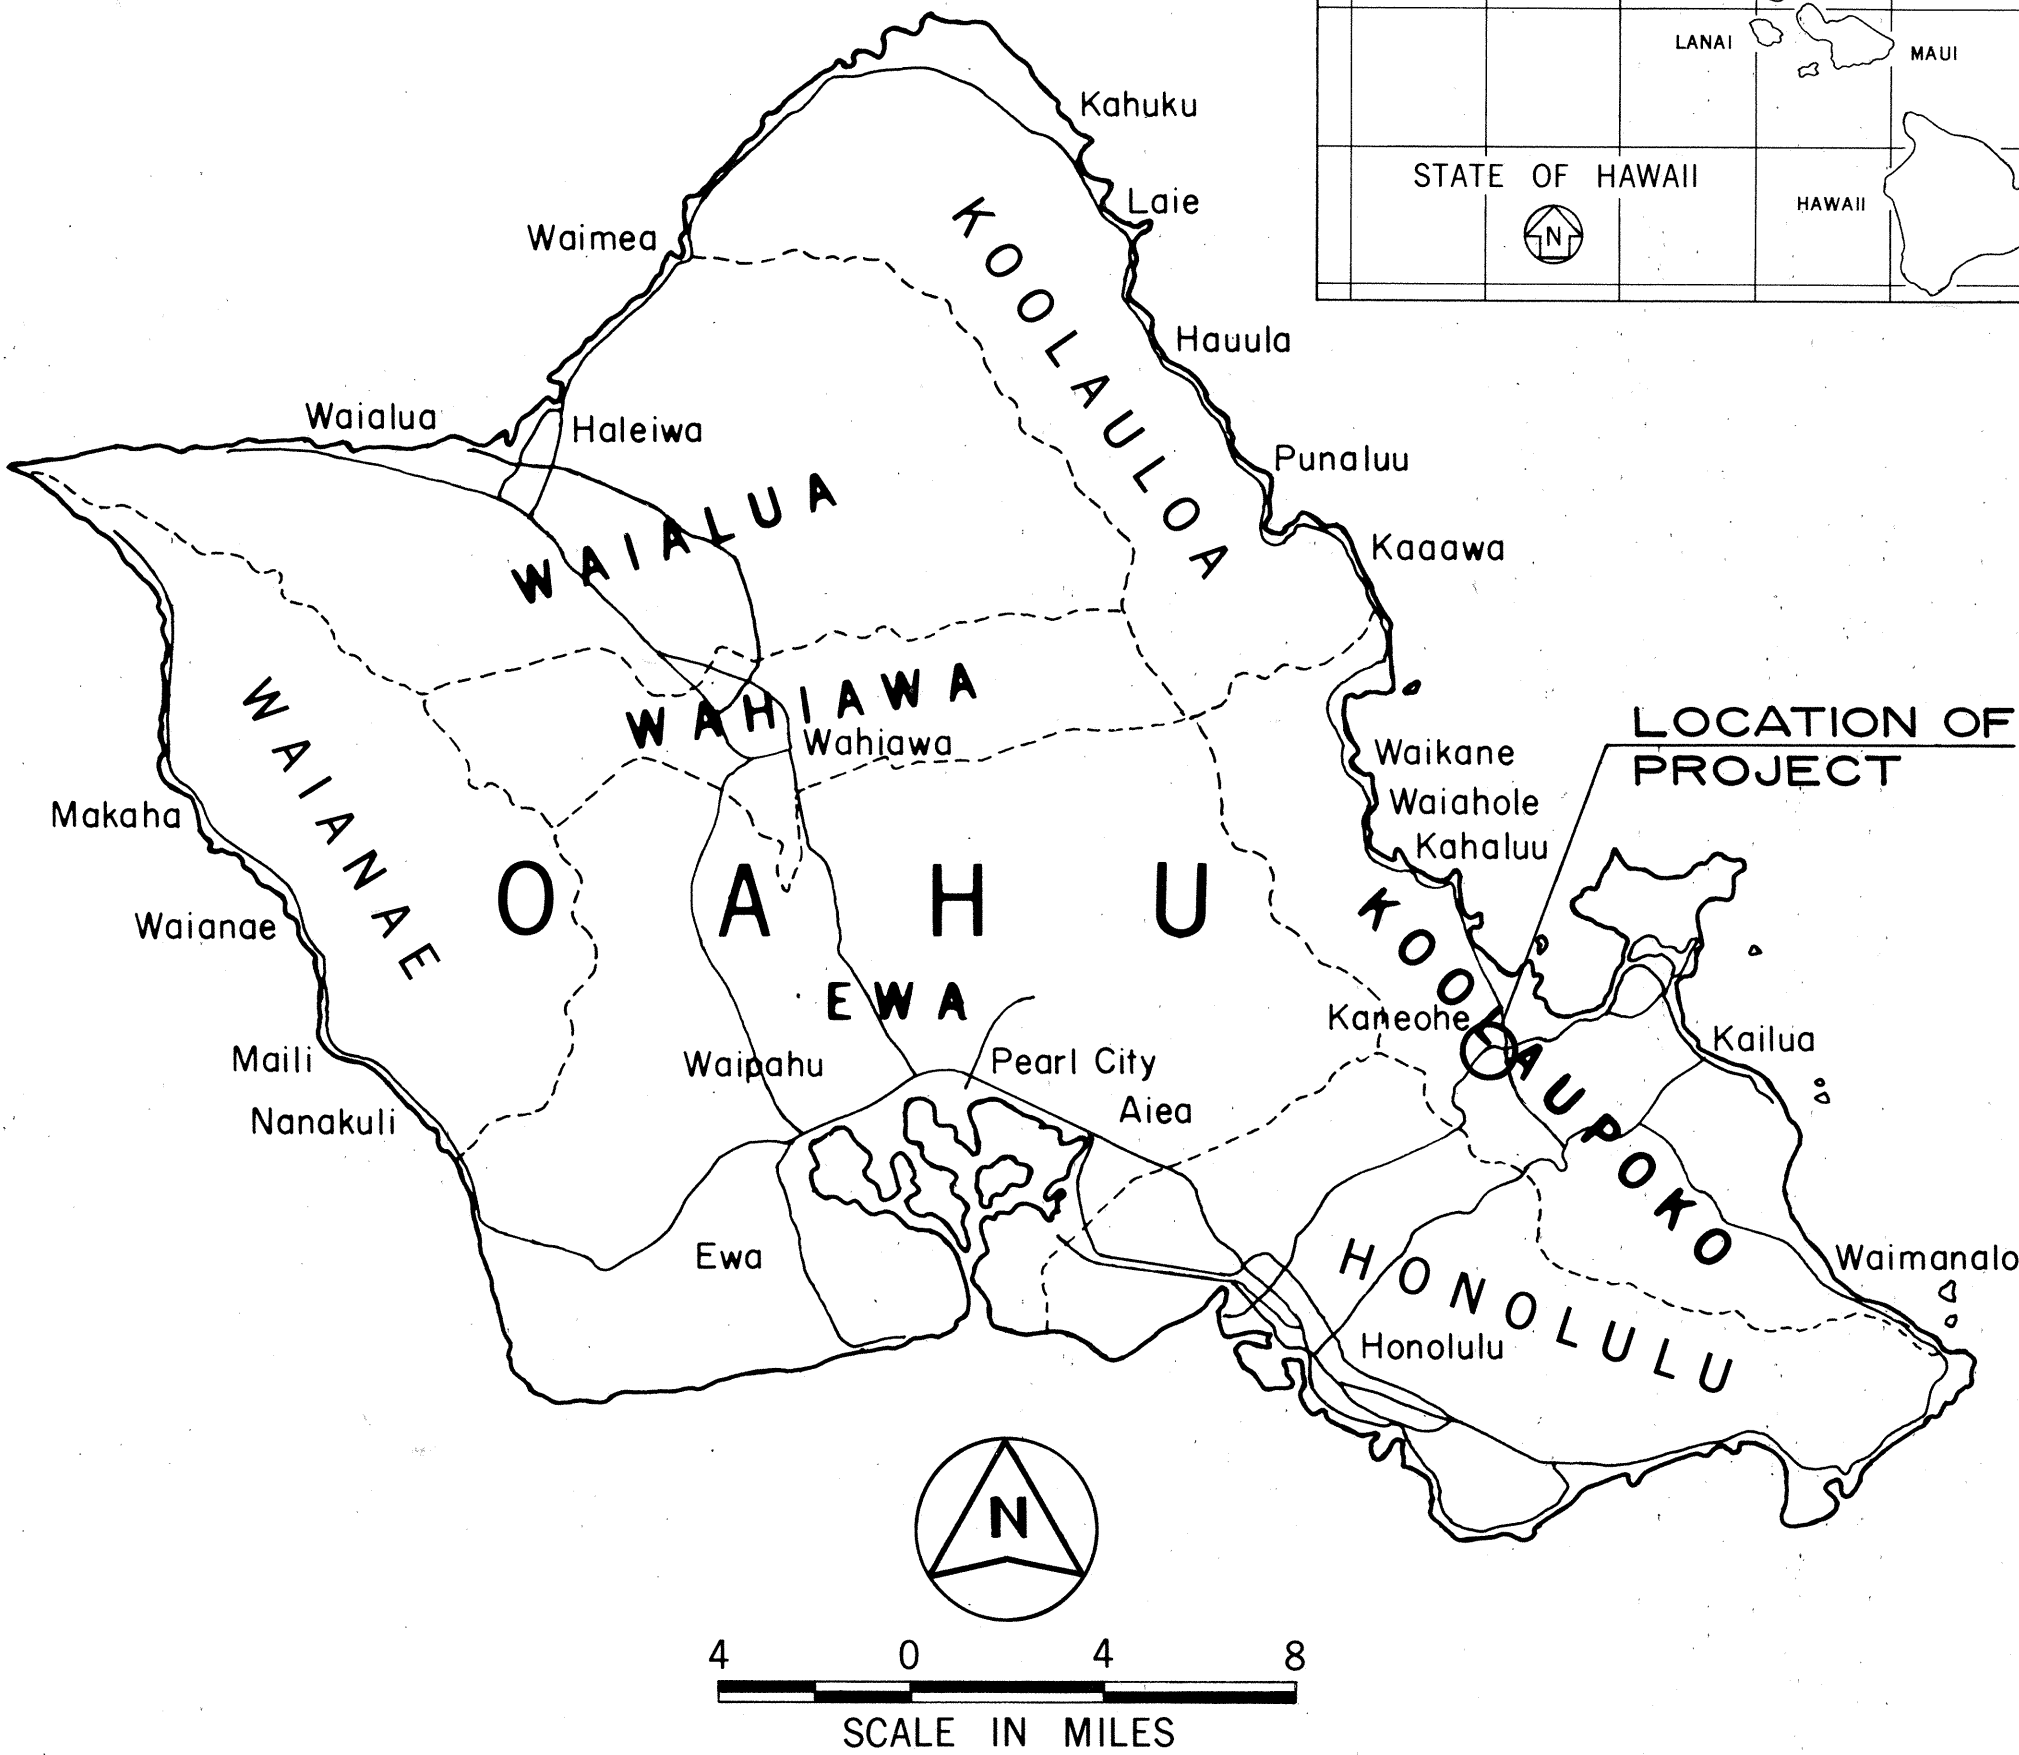 LANAI
MAUI
STATE OF HAWAII
HAWAII
N
Kahuku
Laie
Waimea
KOOLAULOA
Hauula
Waialua
Haleiwa
Punaluu
WAIALUA
Kaaawa
WAHIAWA
WAIANAE
LOCATION OF
PROJECT
Wahiawa
Waikane
Waiahole
Makaha
Kahaluu
OAHU
KOOLAUPOKO
Waianae
EWA
Kaneohe
Kailua
Maili
Waipahu
Pearl City
Nanakuli
Aiea
Ewa
Waimanalo
HONOLULU
Honolulu
N
4 0 4 8
SCALE IN MILES